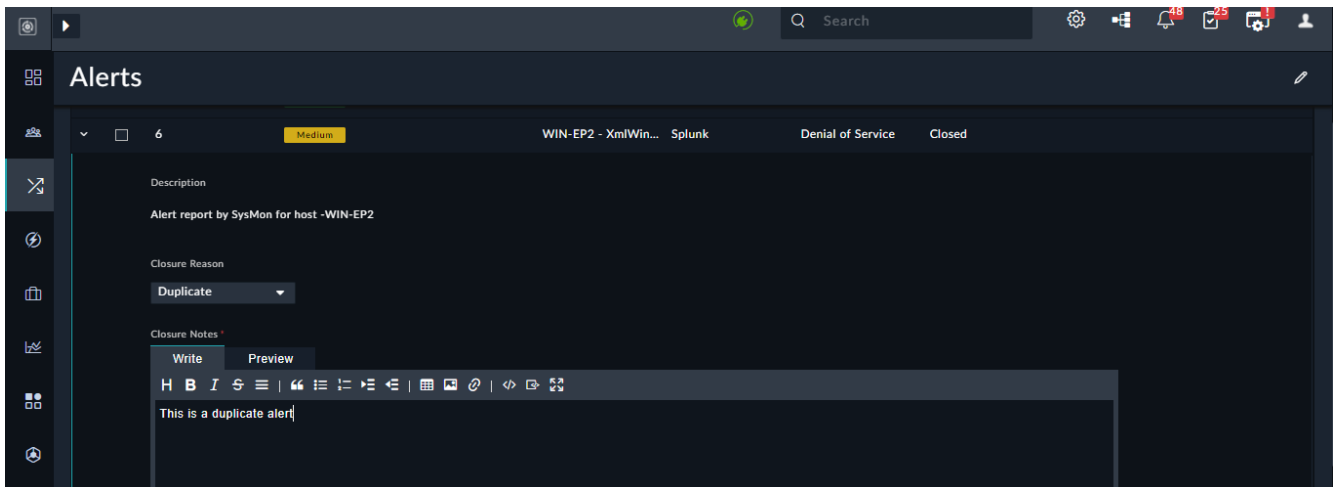 Search
48
25
!
Alerts
6 Medium WIN-EP2 - XmlWin... Splunk Denial of Service Closed
Description
Alert report by SysMon for host -WIN-EP2
Closure Reason
Duplicate
Closure Notes *
Write Preview
H B I S
This is a duplicate alert